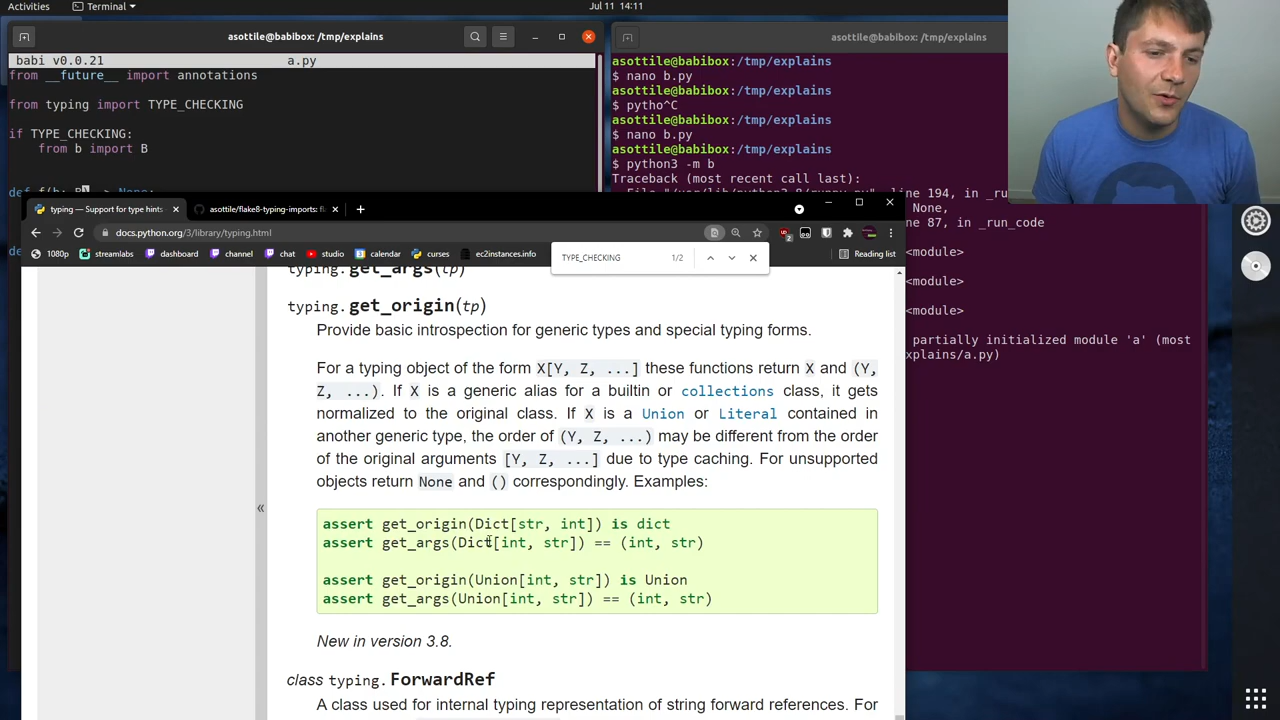 Activities
Terminal
Jul 11 14:11
asottile@babibox: /tmp/explains
babi v0.0.21 a.py
from __future__ import annotations
from typing import TYPE_CHECKING
if TYPE_CHECKING:
from b import B
asottile@babibox: /tmp/explains
asottile@babibox:/tmp/explains
$ nano b.py
asottile@babibox:/tmp/explains
$ pytho^C
asottile@babibox:/tmp/explains
$ nano b.py
asottile@babibox:/tmp/explains
$ python3 -m b
Traceback (most recent call last):
line 194, in _run_code
None,
ne 87, in _run_code
<module>
<module>
<module>
partially initialized module 'a' (most
xplains/a.py)
typing — Support for type hints
asottile/flake8-typing-imports: fl
docs.python.org/3/library/typing.html
1080p
streamlabs
dashboard
channel
chat
studio
calendar
curses
ec2instances.info
Reading list
TYPE_CHECKING 1/2
typing.get_args(tp)
typing.get_origin(tp)
Provide basic introspection for generic types and special typing forms.
For a typing object of the form X[Y, Z, ...] these functions return X and (Y,
Z, ...). If X is a generic alias for a builtin or collections class, it gets
normalized to the original class. If X is a Union or Literal contained in
another generic type, the order of (Y, Z, ...) may be different from the order
of the original arguments [Y, Z, ...] due to type caching. For unsupported
objects return None and () correspondingly. Examples:
assert get_origin(Dict[str, int]) is dict
assert get_args(Dict[int, str]) == (int, str)
assert get_origin(Union[int, str]) is Union
assert get_args(Union[int, str]) == (int, str)
New in version 3.8.
class typing.ForwardRef
A class used for internal typing representation of string forward references. For